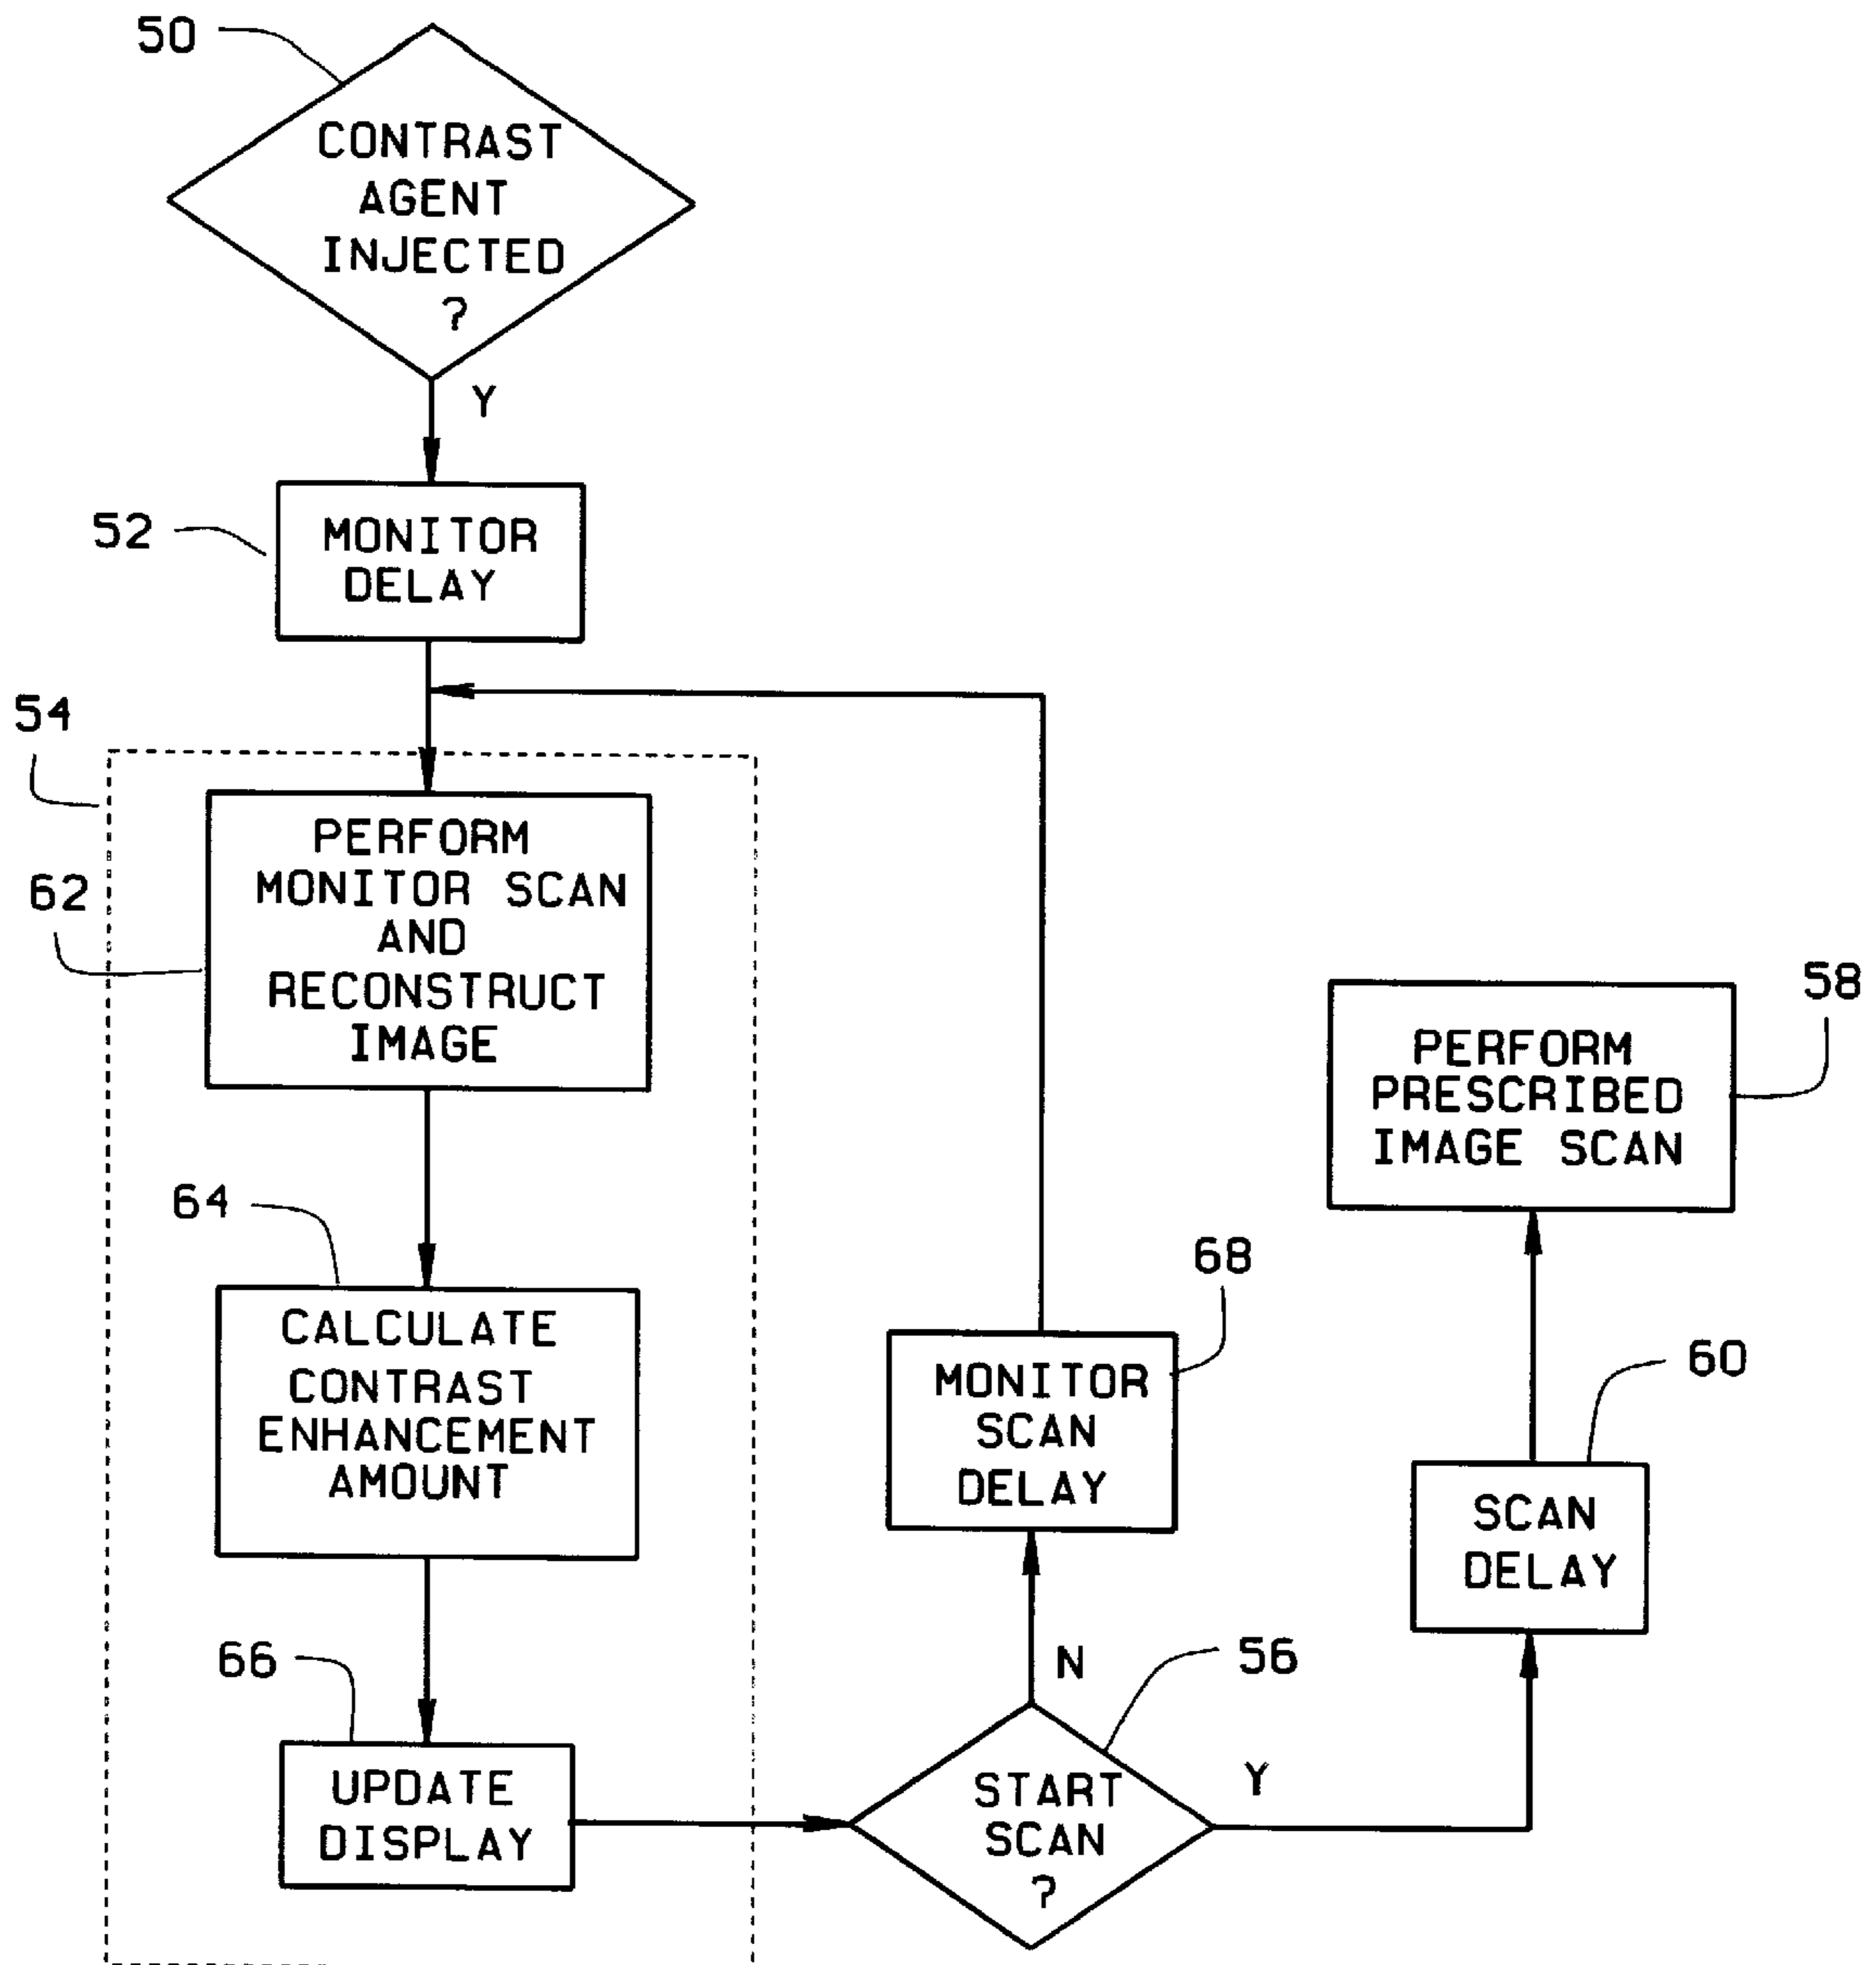 50
CONTRAST
AGENT
INJECTED
?
Y
52
MONITOR
DELAY
54
62
PERFORM
MONITOR SCAN
AND
RECONSTRUCT
IMAGE
64
CALCULATE
CONTRAST
ENHANCEMENT
AMOUNT
66
UPDATE
DISPLAY
68
MONITOR
SCAN
DELAY
N
56
START
SCAN
?
Y
58
PERFORM
PRESCRIBED
IMAGE SCAN
60
SCAN
DELAY